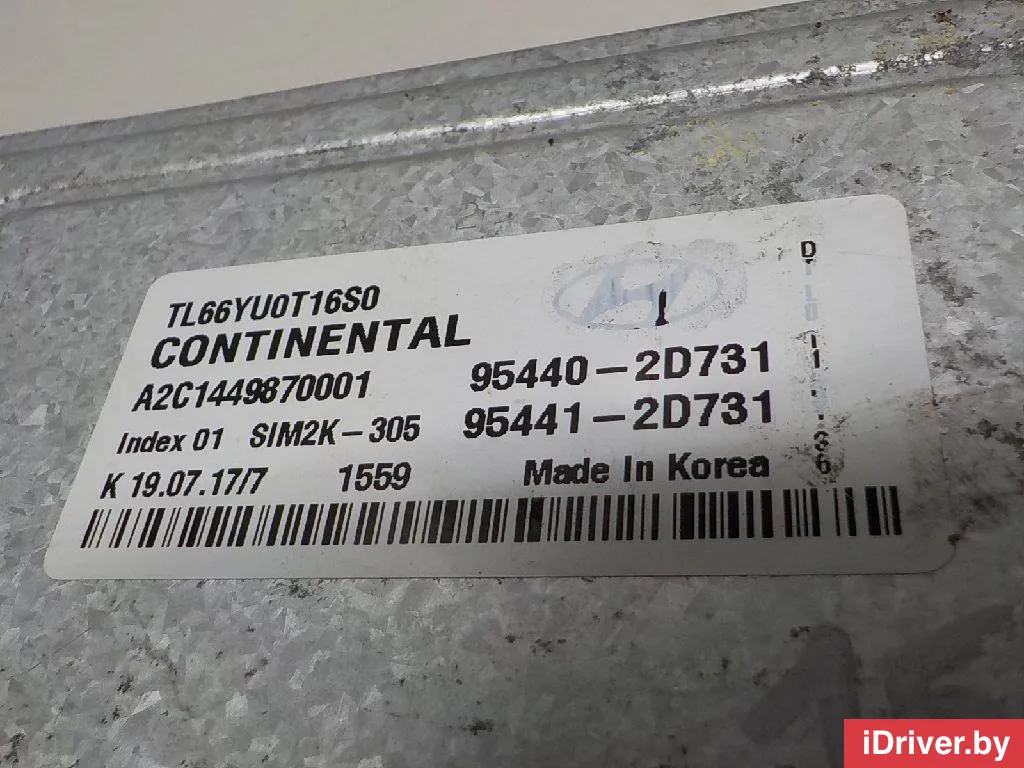 TL66YU0T16S0
CONTINENTAL
A2C1449870001 95440-2D731
Index 01 SIM2K-305 95441-2D731
K 19.07.17/7 1559 Made In Korea
iDriver.by